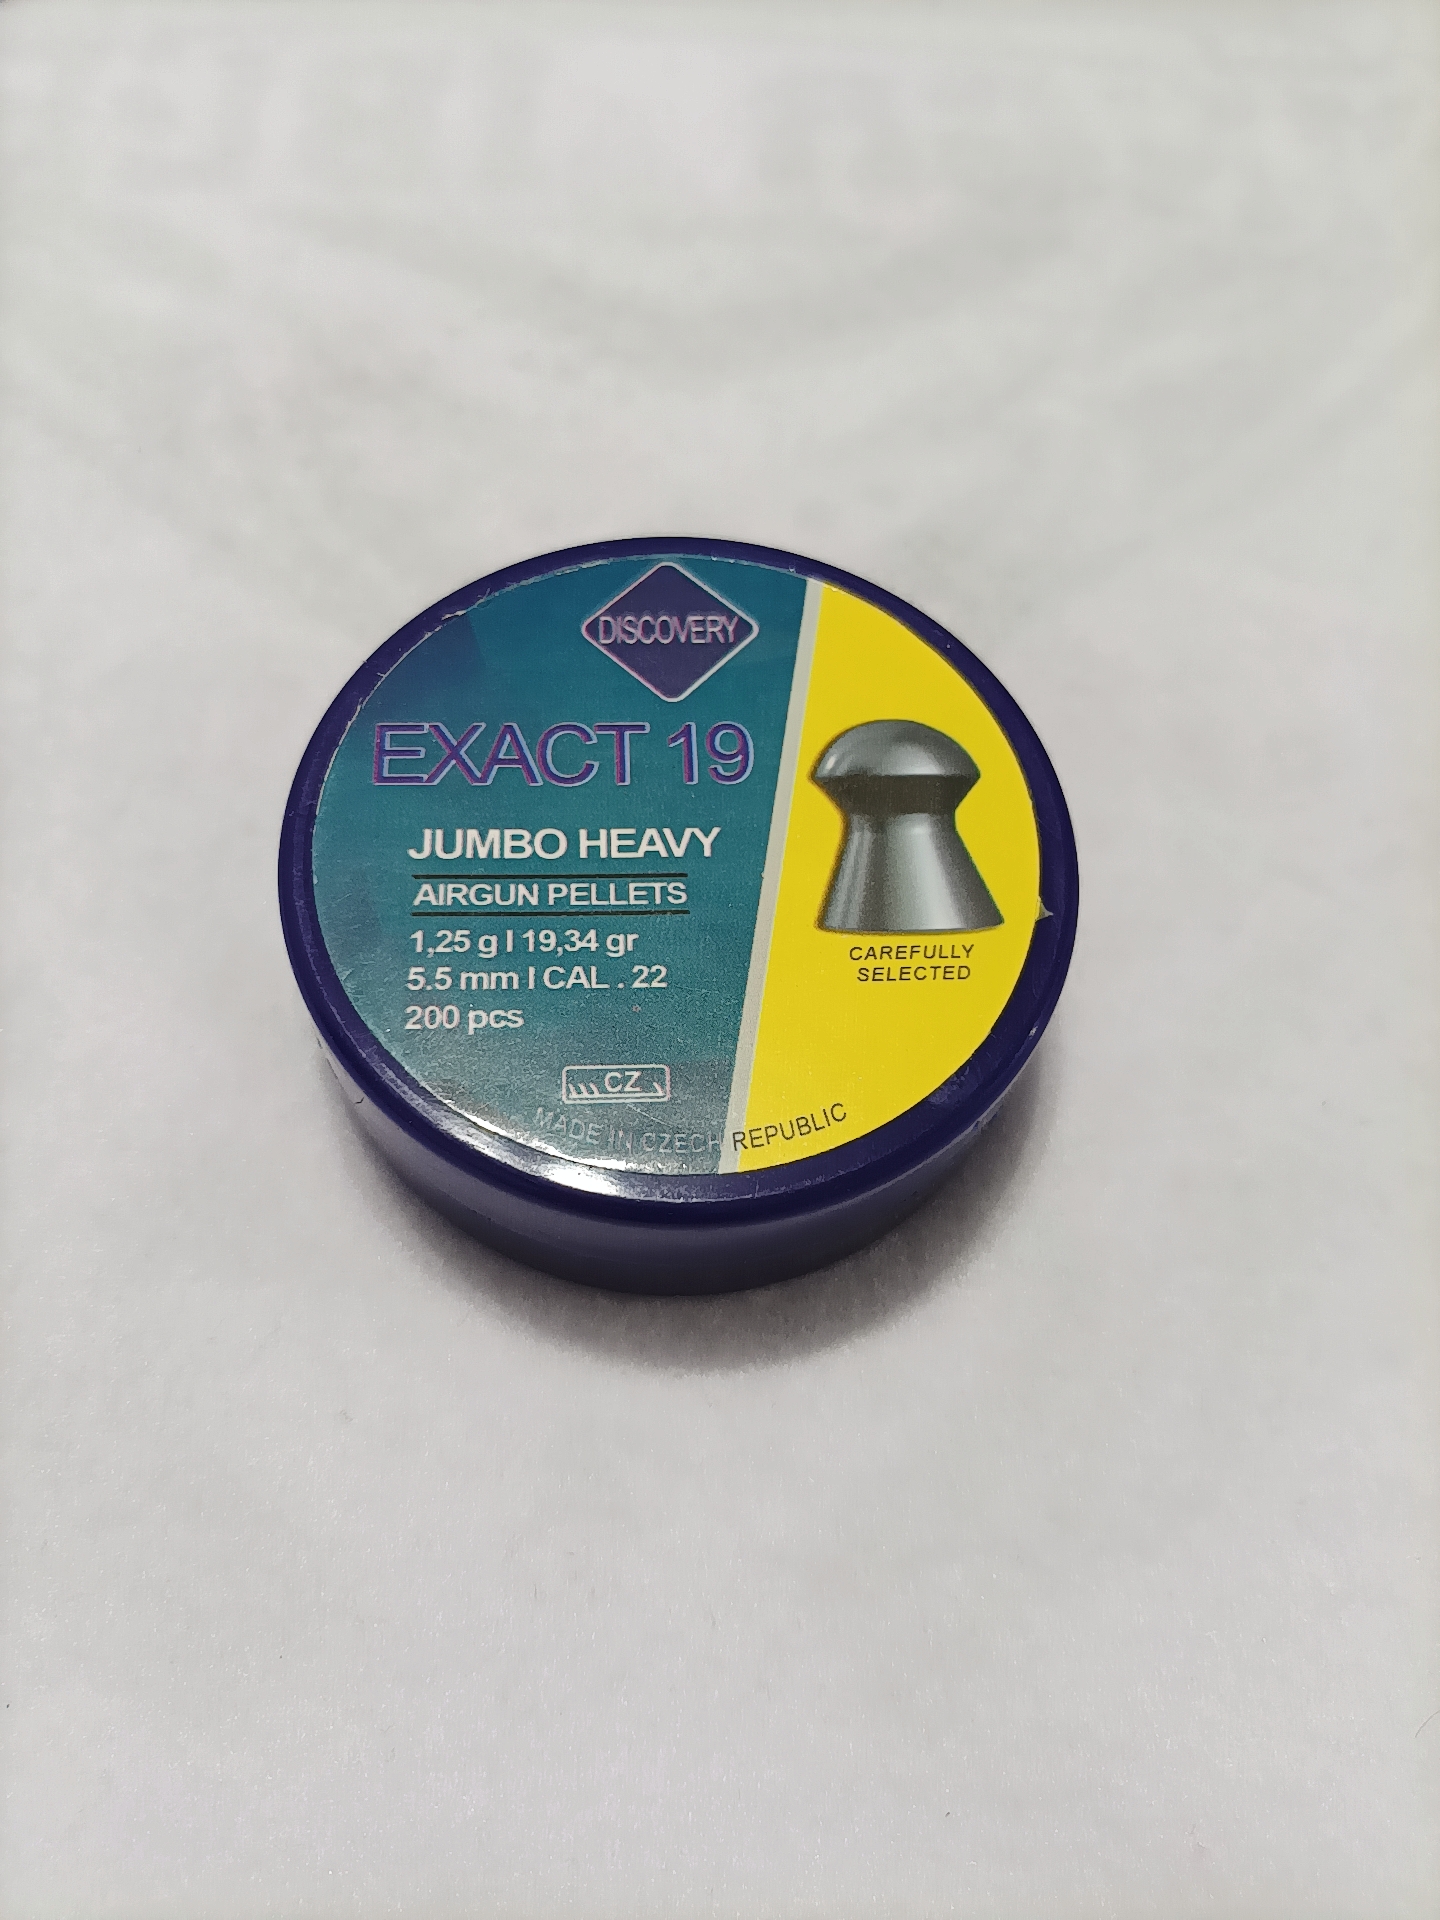 DISCOVERY
EXACT 19
JUMBO HEAVY
AIRGUN PELLETS
1,25 g | 19,34 gr
5.5 mm | CAL . 22
200 pcs
CAREFULLY
SELECTED
CZ
MADE IN CZECH REPUBLIC